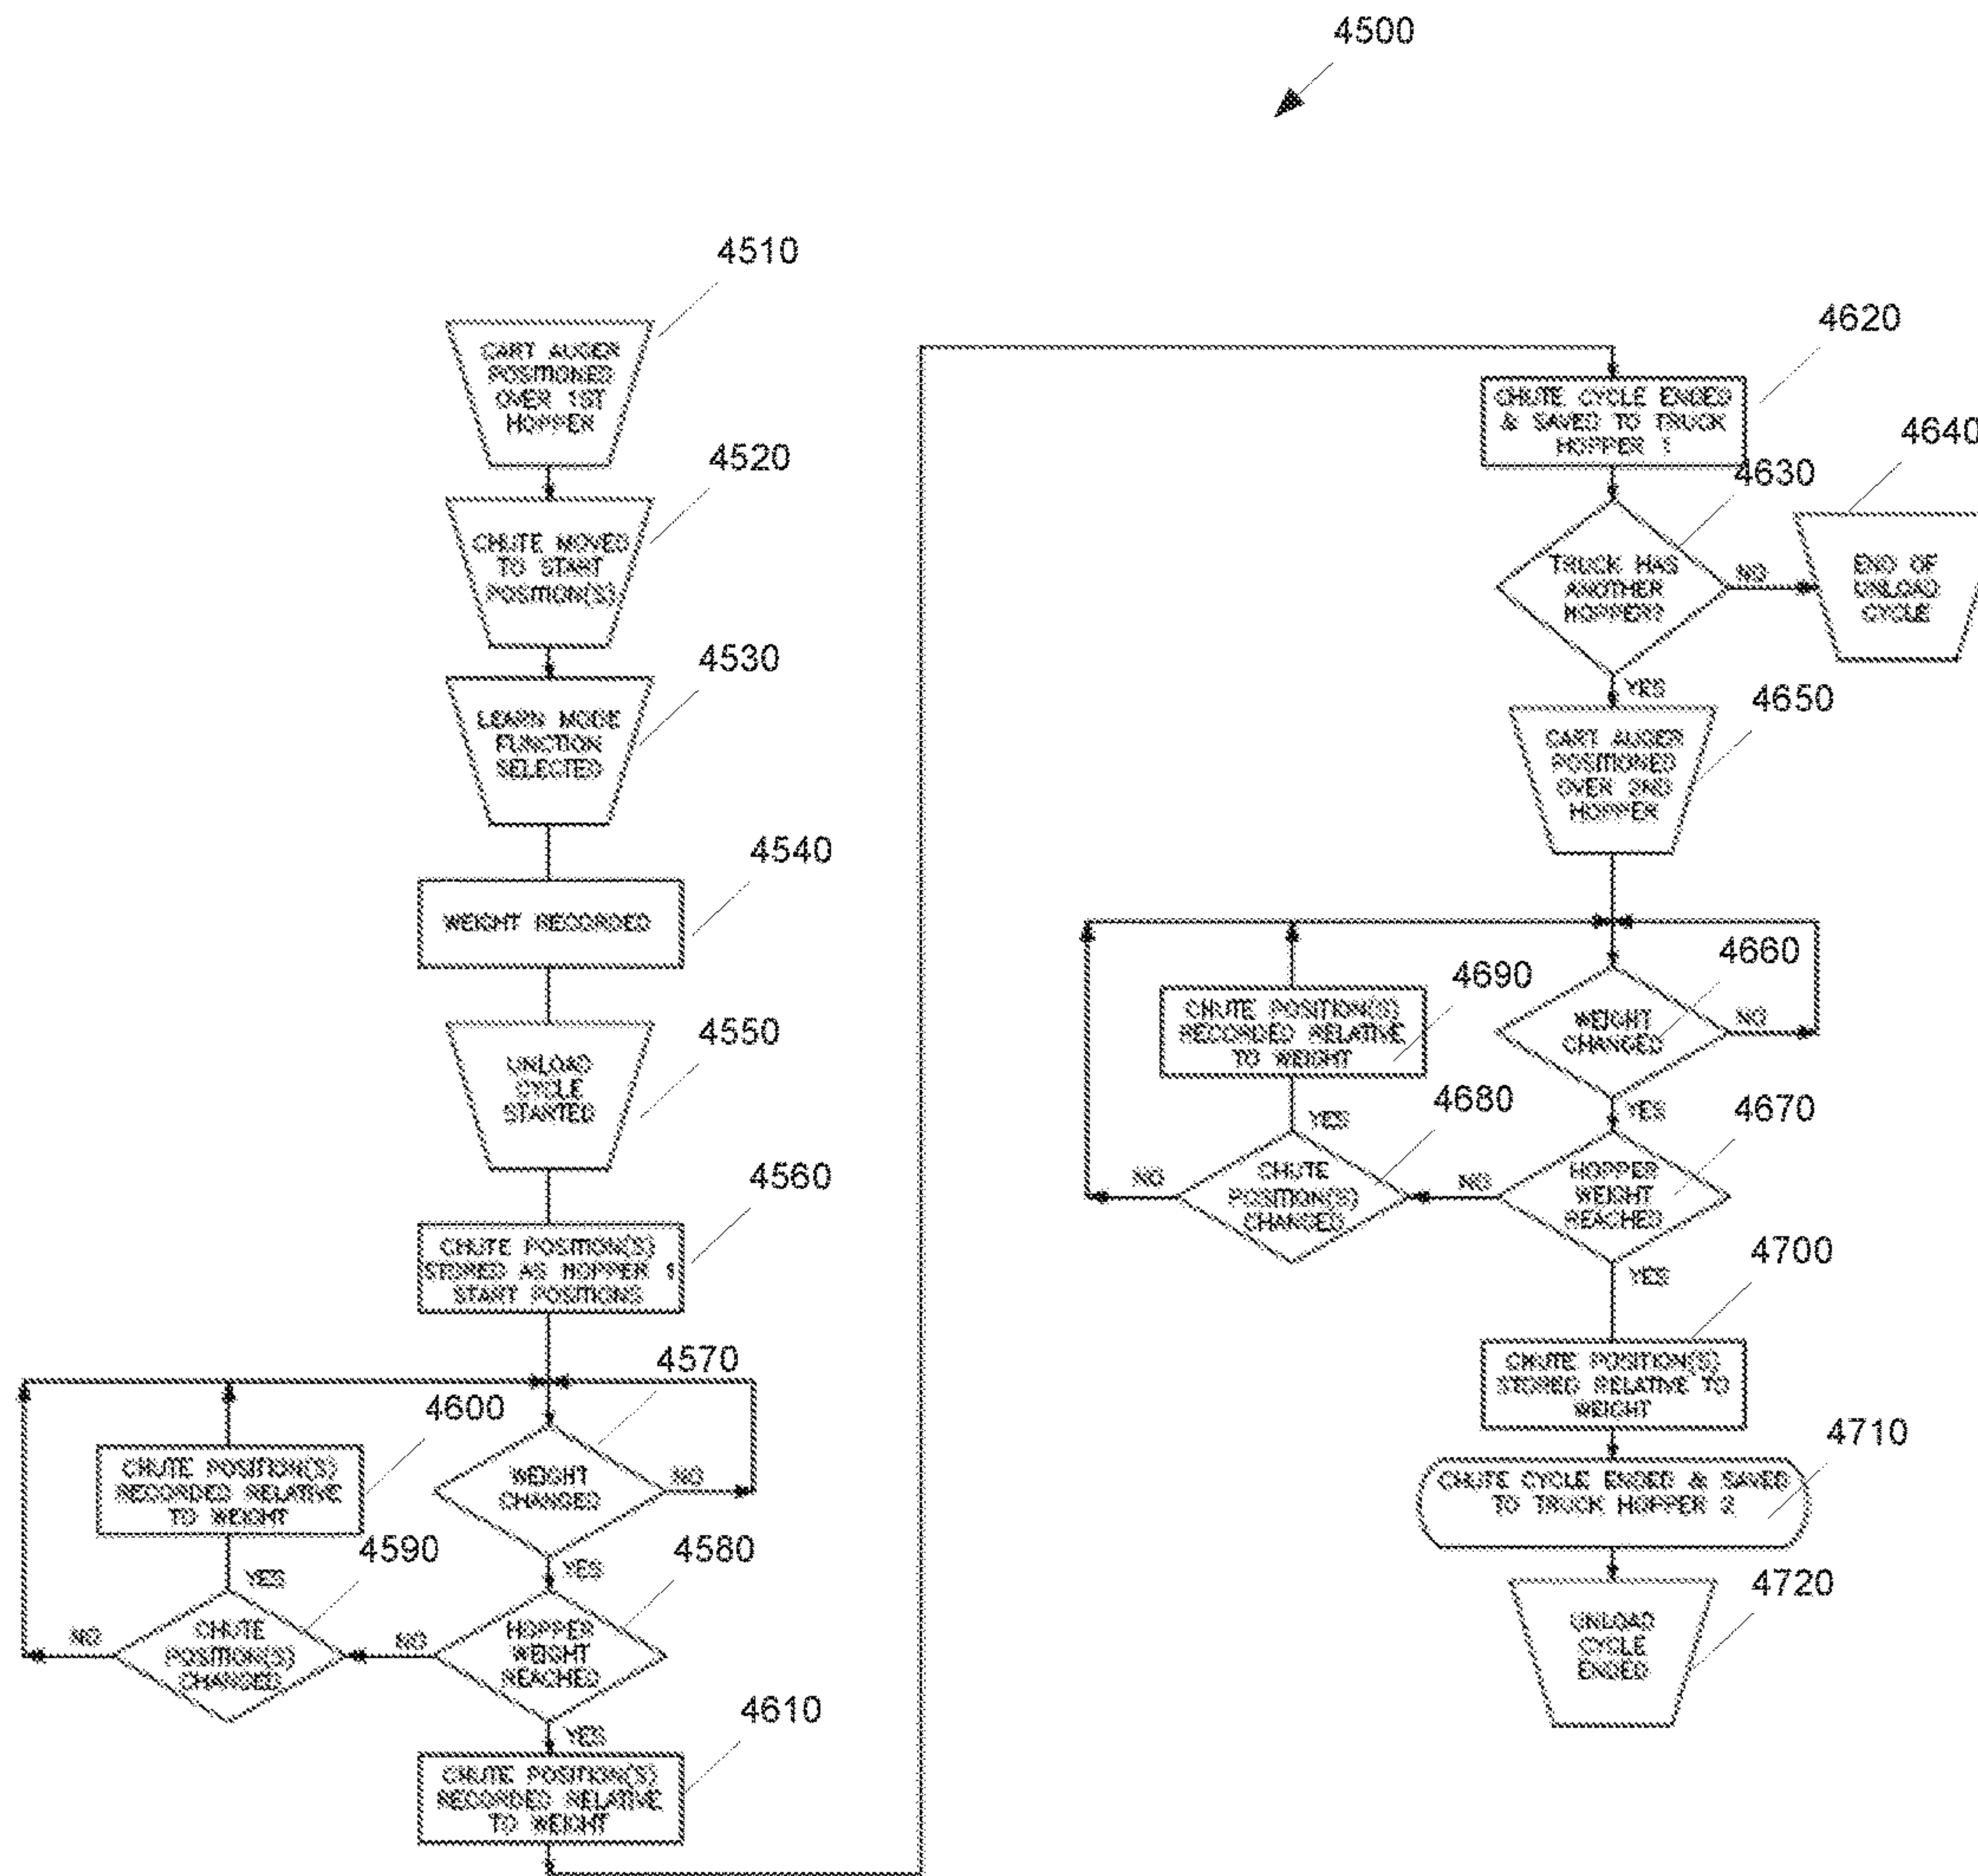 4500
4510
CART AUGER
POSITIONED
OVER 1ST
HOPPER
4520
CHUTE MOVED
TO START
POSITION(S)
4530
LEARN MODE
FUNCTION
SELECTED
4540
WEIGHT RECORDED
4550
UNLOAD
CYCLE
STARTED
4560
CHUTE POSITION(S)
STORED AS HOPPER 1
START POSITIONS
4570
WEIGHT
CHANGED
NO
YES
4600
CHUTE POSITION(S)
RECORDED RELATIVE
TO WEIGHT
4590
YES
CHUTE
POSITION(S)
CHANGED
NO
4580
HOPPER
WEIGHT
REACHED
NO
YES
4610
CHUTE POSITION(S)
RECORDED RELATIVE
TO WEIGHT
4620
CHUTE CYCLE ENDED
& SAVED TO TRUCK
HOPPER 1
4630
TRUCK HAS
ANOTHER
HOPPER?
NO
YES
4640
END OF
UNLOAD
CYCLE
4650
CART AUGER
POSITIONED
OVER 2ND
HOPPER
4660
WEIGHT
CHANGED
NO
YES
4690
CHUTE POSITION(S)
RECORDED RELATIVE
TO WEIGHT
4680
YES
CHUTE
POSITION(S)
CHANGED
NO
4670
HOPPER
WEIGHT
REACHED
NO
YES
4700
CHUTE POSITION(S)
STORED RELATIVE TO
WEIGHT
4710
CHUTE CYCLE ENDED & SAVED
TO TRUCK HOPPER 2
4720
UNLOAD
CYCLE
ENDED